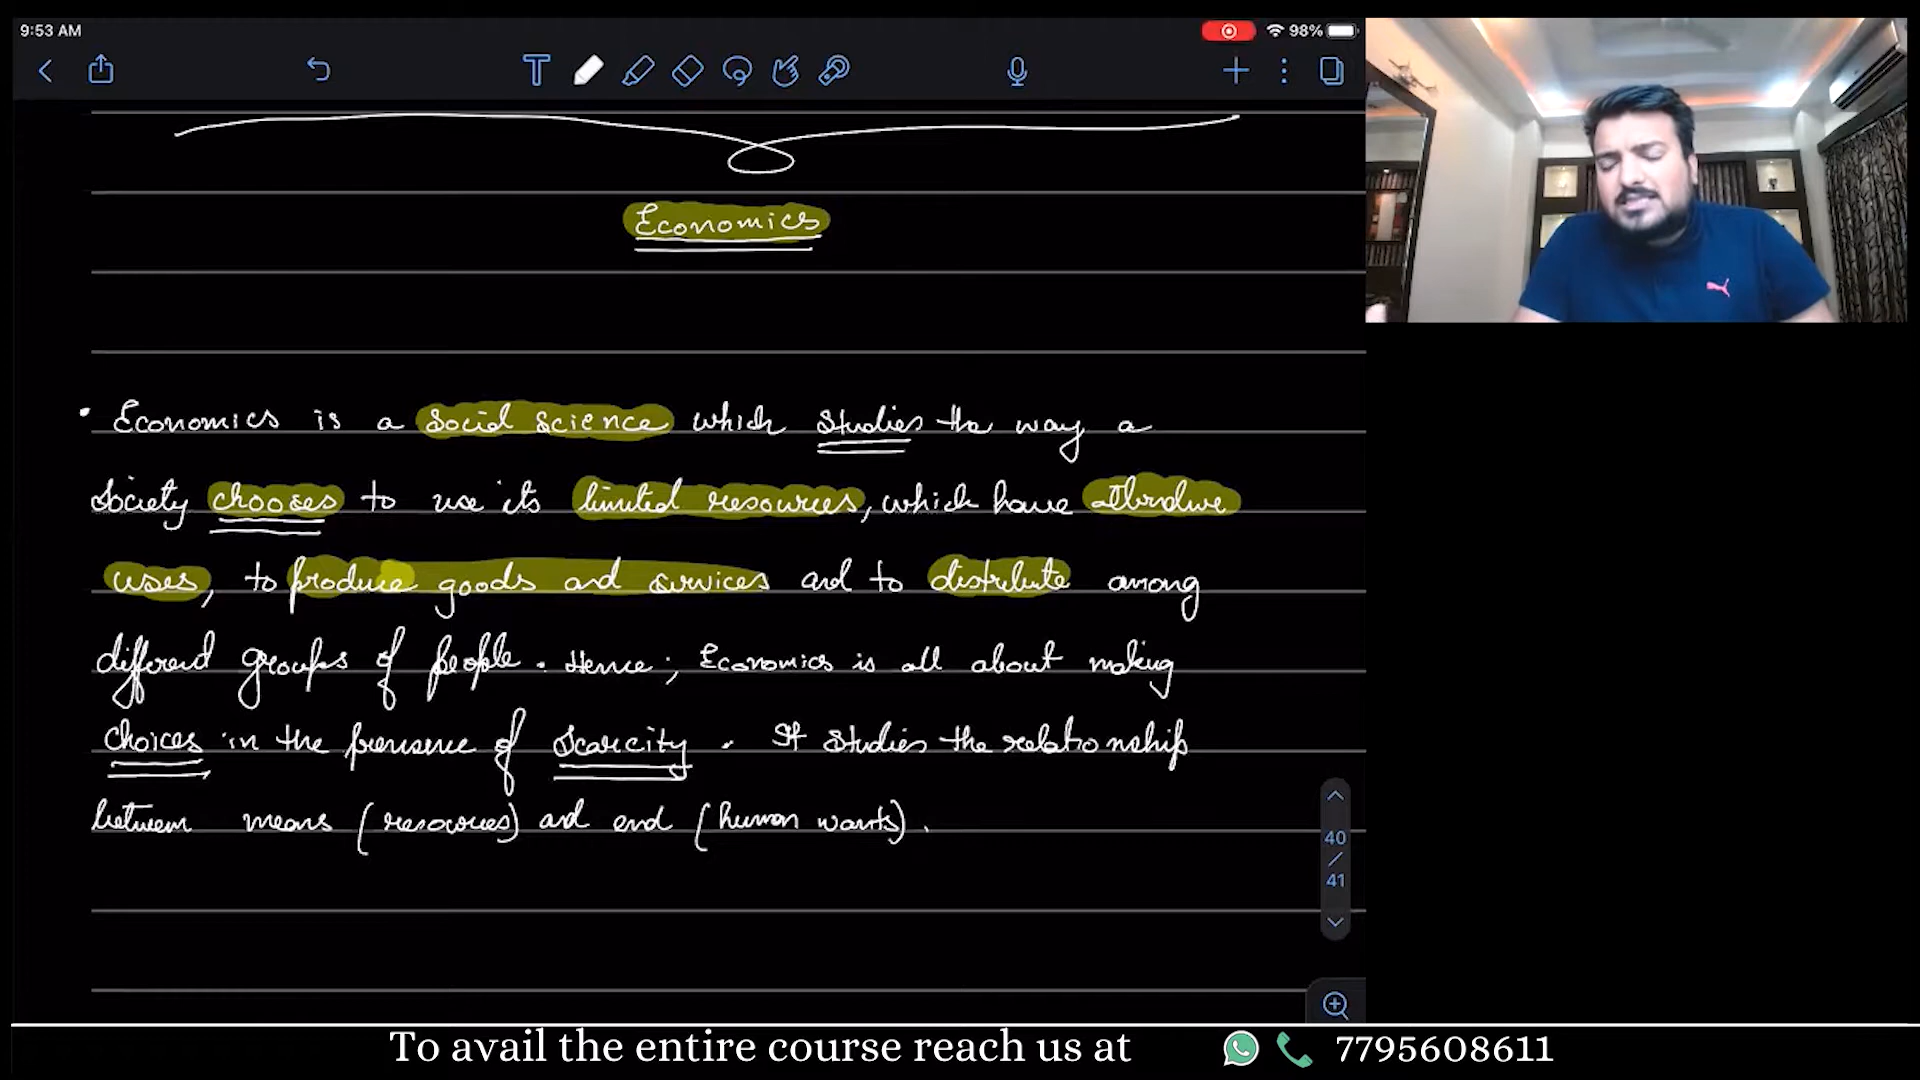 9:53 AM
98%
Economics
• Economics is a social science which studies the way a
society chooses to use its limited resources, which have alternative
uses, to produce goods and services and to distribute among
different groups of people. Hence; Economics is all about making
choices in the presence of scarcity. It studies the relationship
between means (resources) and end (human wants).
40
/
41
To avail the entire course reach us at 7795608611